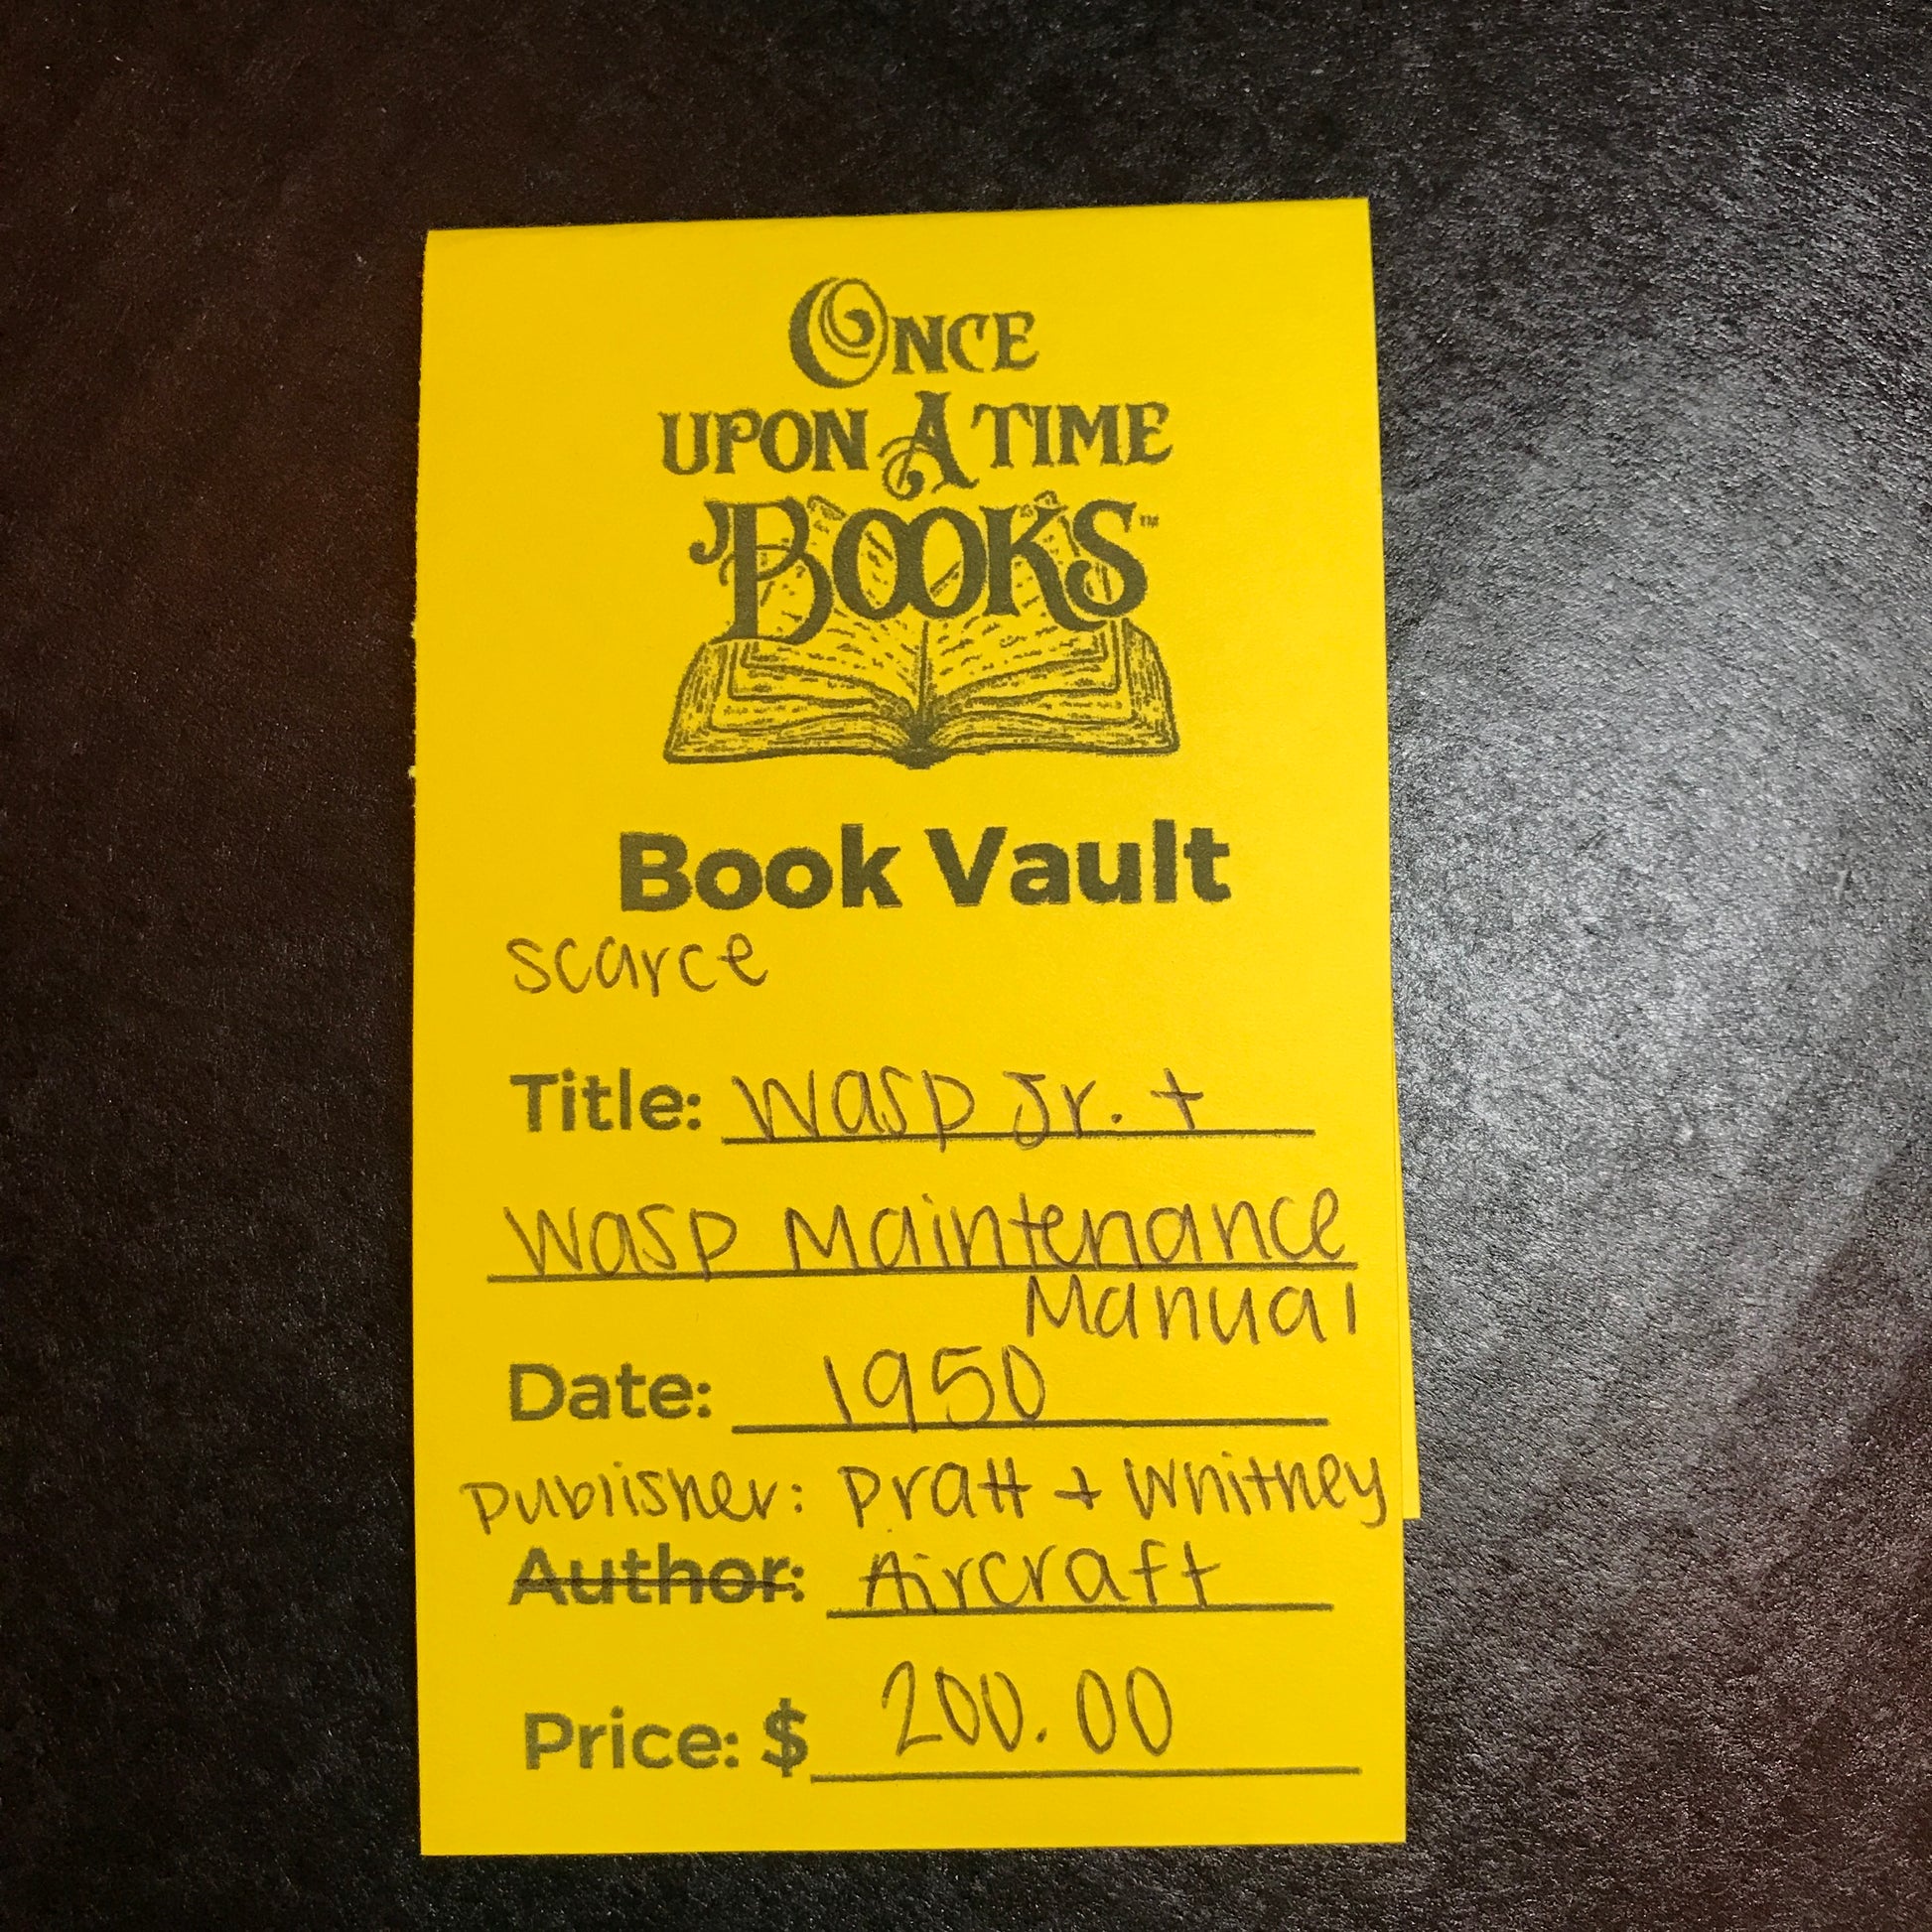 ONCE
UPON A TIME
BOOKS™
Book Vault
scarce
Title: Wasp Jr. +
Wasp Maintenance
Manual
Date: 1950
publisher: Pratt + Whitney
Author: Aircraft
Price: $ 200.00